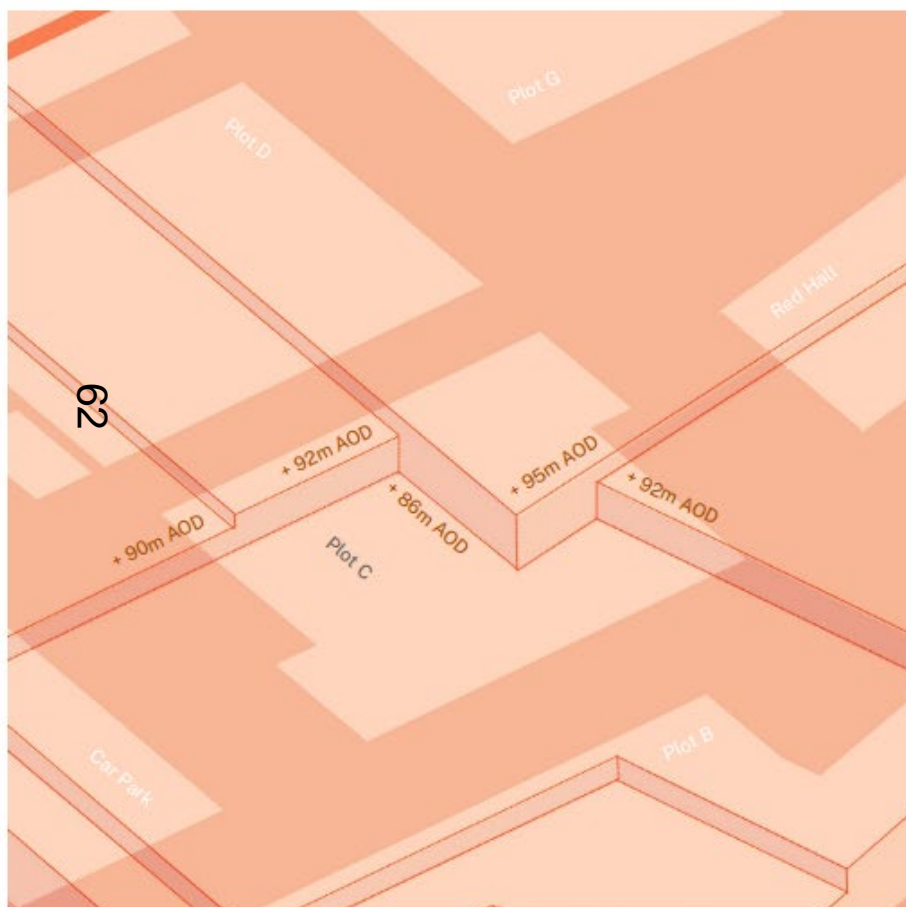 Plot G
Plot D
Red Hall
62
+ 92m AOD
+ 95m AOD
+ 92m AOD
+ 86m AOD
+ 90m AOD
Plot C
Plot B
Car Park